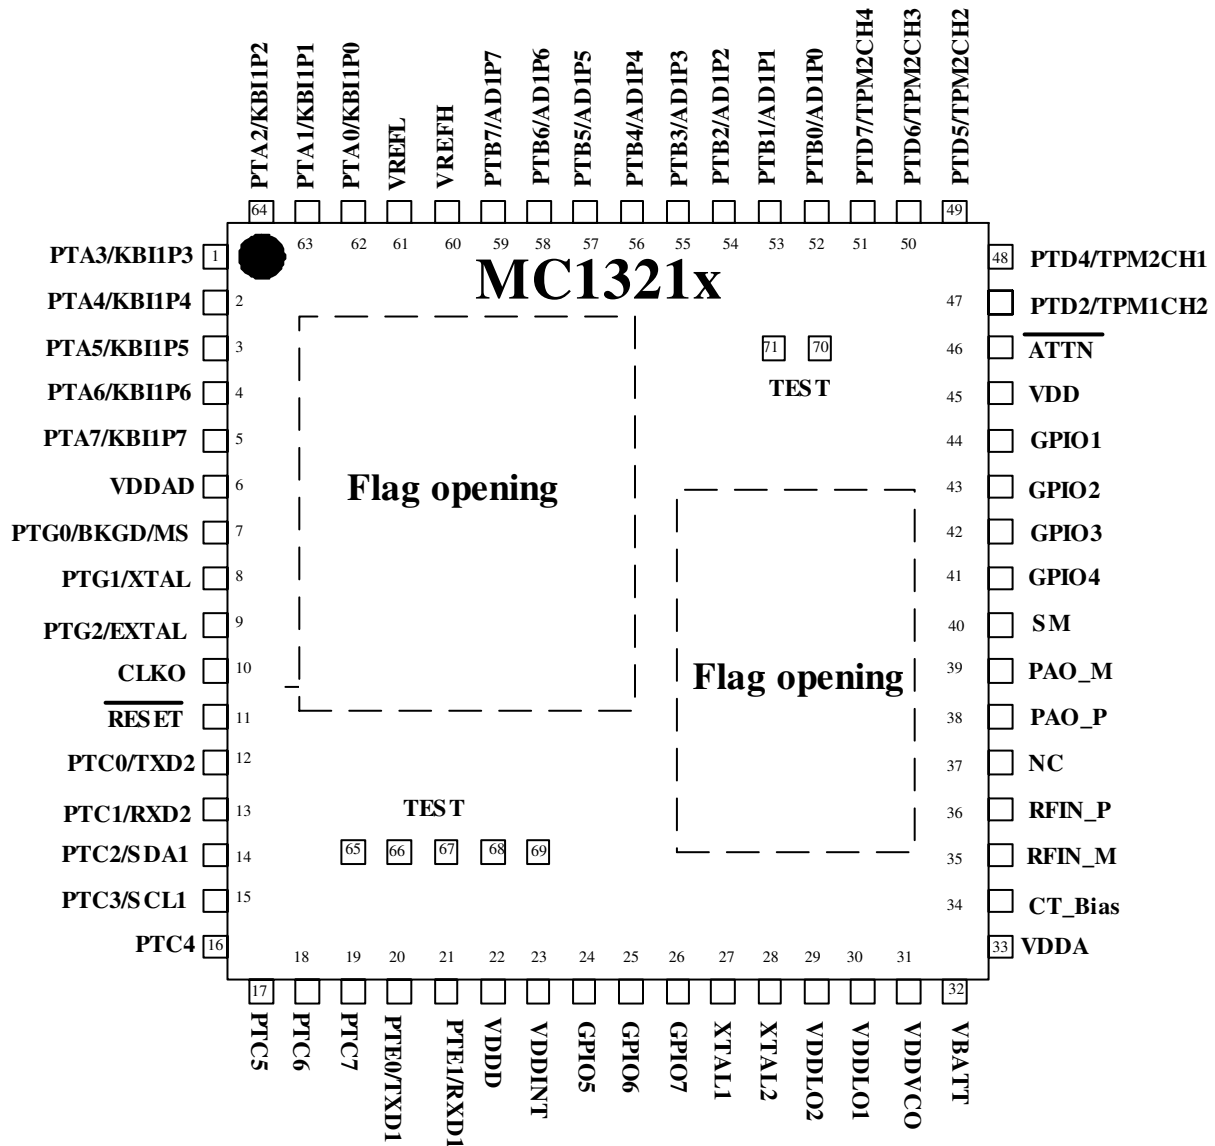 PTA2/KBI1P2
PTA1/KBI1P1
PTA0/KBI1P0
VREFL
VREFH
PTB7/AD1P7
PTB6/AD1P6
PTB5/AD1P5
PTB4/AD1P4
PTB3/AD1P3
PTB2/AD1P2
PTB1/AD1P1
PTB0/AD1P0
PTD7/TPM2CH4
PTD6/TPM2CH3
PTD5/TPM2CH2
64
63
62
61
60
59
58
57
56
55
54
53
52
51
50
49
MC1321x
PTA3/KBI1P3 1
PTA4/KBI1P4 2
PTA5/KBI1P5 3
PTA6/KBI1P6 4
PTA7/KBI1P7 5
VDDAD 6
PTG0/BKGD/MS 7
PTG1/XTAL 8
PTG2/EXTAL 9
CLKO 10
RESET 11
PTC0/TXD2 12
PTC1/RXD2 13
PTC2/SDA1 14
PTC3/SCL1 15
PTC4 16
71 70
TEST
Flag opening
Flag opening
TEST
65 66 67 68 69
48 PTD4/TPM2CH1
47 PTD2/TPM1CH2
46 ATTN
45 VDD
44 GPIO1
43 GPIO2
42 GPIO3
41 GPIO4
40 SM
39 PAO_M
38 PAO_P
37 NC
36 RFIN_P
35 RFIN_M
34 CT_Bias
33 VDDA
17
18
19
20
21
22
23
24
25
26
27
28
29
30
31
32
PTC5
PTC6
PTC7
PTE0/TXD1
PTE1/RXD1
VDDD
VDDINT
GPIO5
GPIO6
GPIO7
XTAL1
XTAL2
VDDLO2
VDDLO1
VDDVCO
VBATT